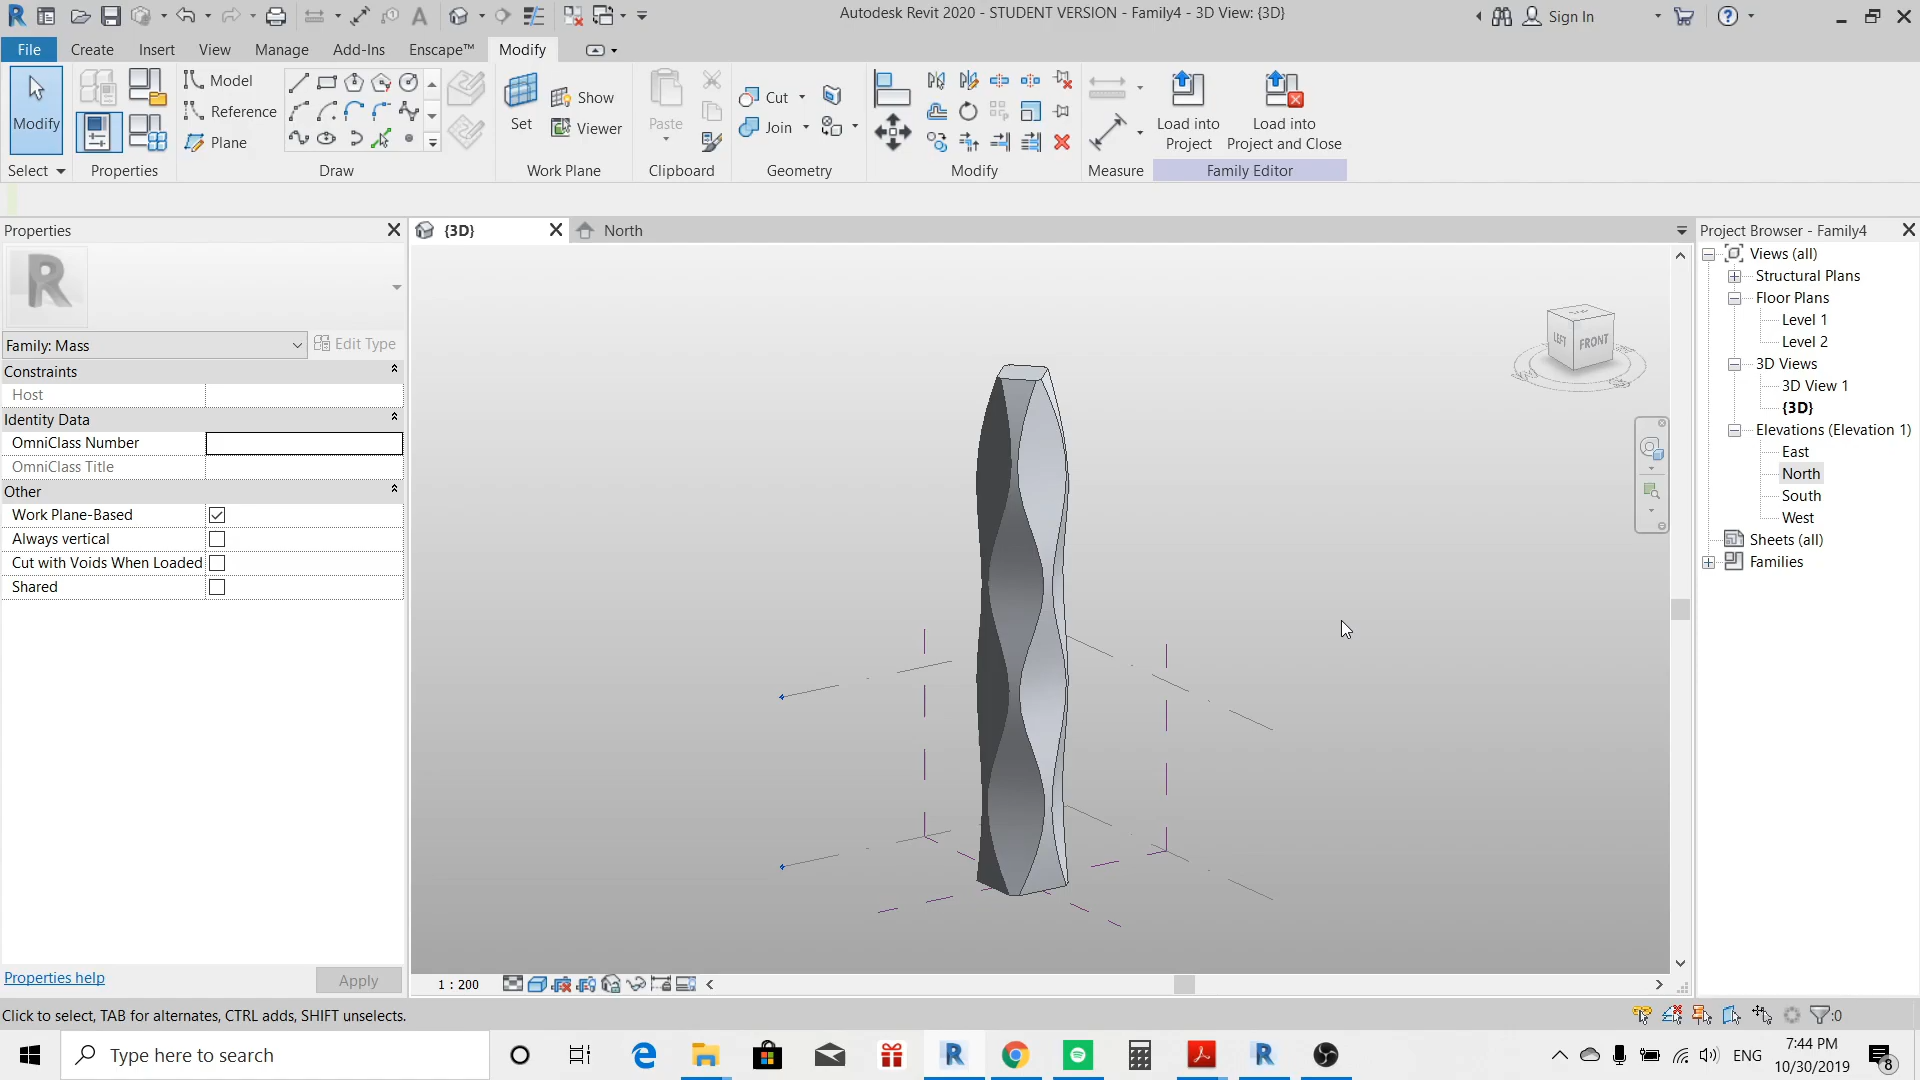 Autodesk Revit 2020 - STUDENT VERSION - Family4 - 3D View: {3D}
Sign In
File
Create
Insert
View
Manage
Add-Ins
Enscape™
Modify
Modify
Model
Reference
Plane
Set
Show
Viewer
Paste
Cut
Join
Load into
Project
Load into
Project and Close
Select
Properties
Draw
Work Plane
Clipboard
Geometry
Modify
Measure
Family Editor
Properties
Family: Mass
Edit Type
Constraints
Host
Identity Data
OmniClass Number
OmniClass Title
Other
Work Plane-Based
Always vertical
Cut with Voids When Loaded
Shared
Properties help
Apply
{3D}
North
TOP
LEFT
FRONT
1 : 200
Project Browser - Family4
Views (all)
Structural Plans
Floor Plans
Level 1
Level 2
3D Views
3D View 1
{3D}
Elevations (Elevation 1)
East
North
South
West
Sheets (all)
Families
Click to select, TAB for alternates, CTRL adds, SHIFT unselects.
:0
Type here to search
ENG
7:44 PM
10/30/2019
8